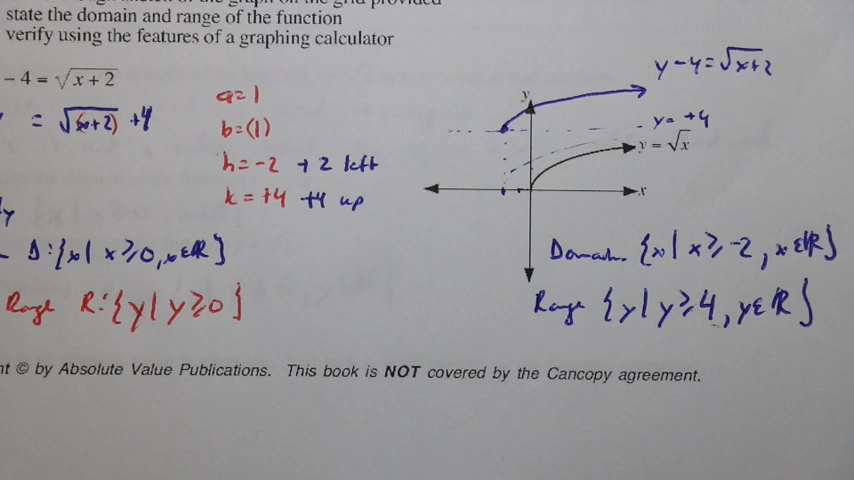 state the domain and range of the function
verify using the features of a graphing calculator
- 4 = √x + 2
= √(x+2) +4
a=1
b=(1)
h=-2 → 2 left
k=+4 +4 up
D:{x| x≥0, x∈ℝ}
Range R:{y| y≥0}
y-4=√x+2
y
y= +4
y = √x
x
Domain {x| x≥-2, x∈ℝ}
Range {y| y≥4, y∈ℝ}
© by Absolute Value Publications. This book is NOT covered by the Cancopy agreement.